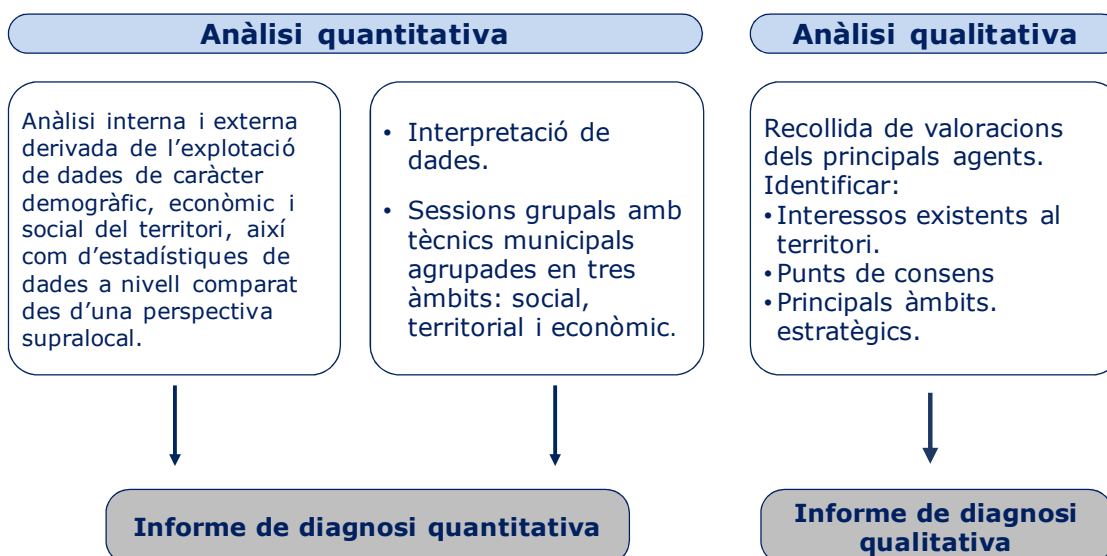 Anàlisi quantitativa
Anàlisi interna i externa
derivada de l'explotació
de dades de caràcter
demogràfic, econòmic i
social del territori, així
com d'estadístiques de
dades a nivell comparat
des d'una perspectiva
supralocal.
• Interpretació de
dades.
• Sessions grupals amb
tècnics municipals
agrupades en tres
àmbits: social,
territorial i econòmic.
Informe de diagnosi quantitativa
Anàlisi qualitativa
Recollida de valoracions
dels principals agents.
Identificar:
• Interessos existents al
territori.
• Punts de consens
• Principals àmbits.
estratègics.
Informe de diagnosi
qualitativa